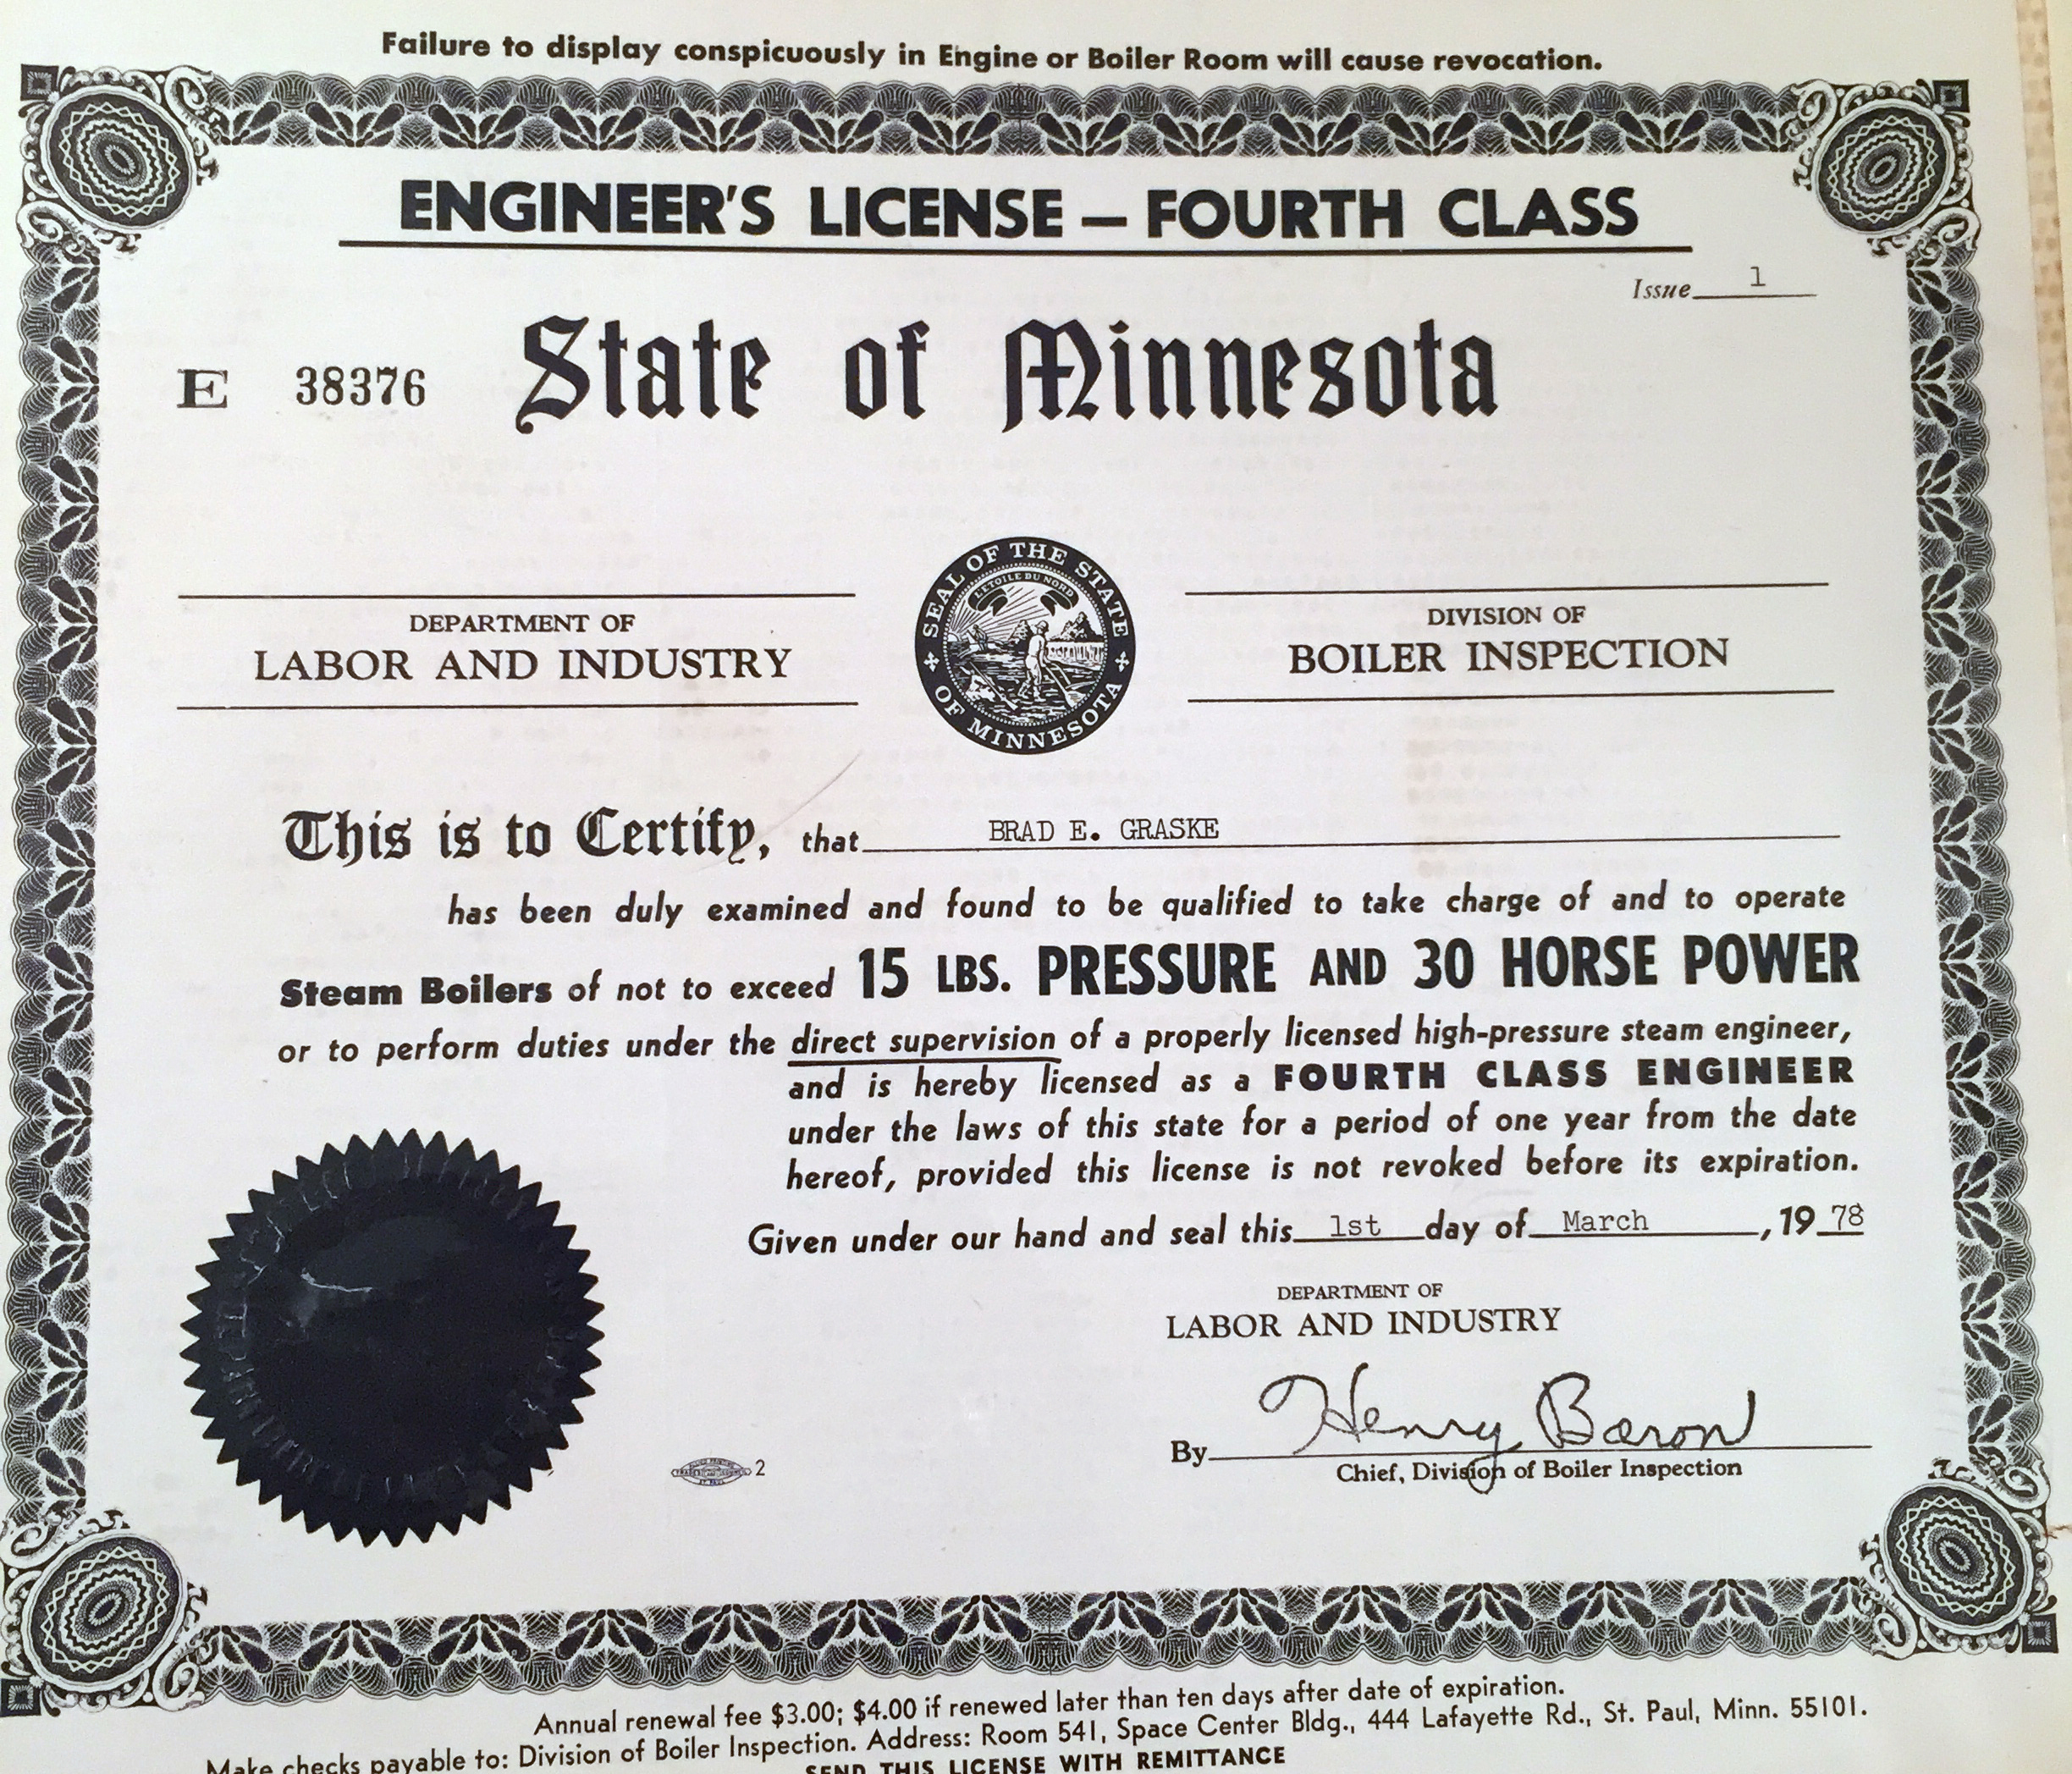 Failure to display conspicuously in Engine or Boiler Room will cause revocation.
ENGINEER'S LICENSE — FOURTH CLASS
Issue 1
E 38376
State of Minnesota
DEPARTMENT OF
LABOR AND INDUSTRY
SEAL OF THE STATE OF MINNESOTA
L'ETOILE DU NORD
DIVISION OF
BOILER INSPECTION
This is to Certify, that BRAD E. GRASKE
has been duly examined and found to be qualified to take charge of and to operate
Steam Boilers of not to exceed 15 LBS. PRESSURE AND 30 HORSE POWER
or to perform duties under the direct supervision of a properly licensed high-pressure steam engineer,
and is hereby licensed as a FOURTH CLASS ENGINEER
under the laws of this state for a period of one year from the date
hereof, provided this license is not revoked before its expiration.
Given under our hand and seal this 1st day of March, 1978
DEPARTMENT OF
LABOR AND INDUSTRY
By Henry Baron
Chief, Division of Boiler Inspection
2
Annual renewal fee $3.00; $4.00 if renewed later than ten days after date of expiration.
Make checks payable to: Division of Boiler Inspection. Address: Room 541, Space Center Bldg., 444 Lafayette Rd., St. Paul, Minn. 55101.
SEND THIS LICENSE WITH REMITTANCE